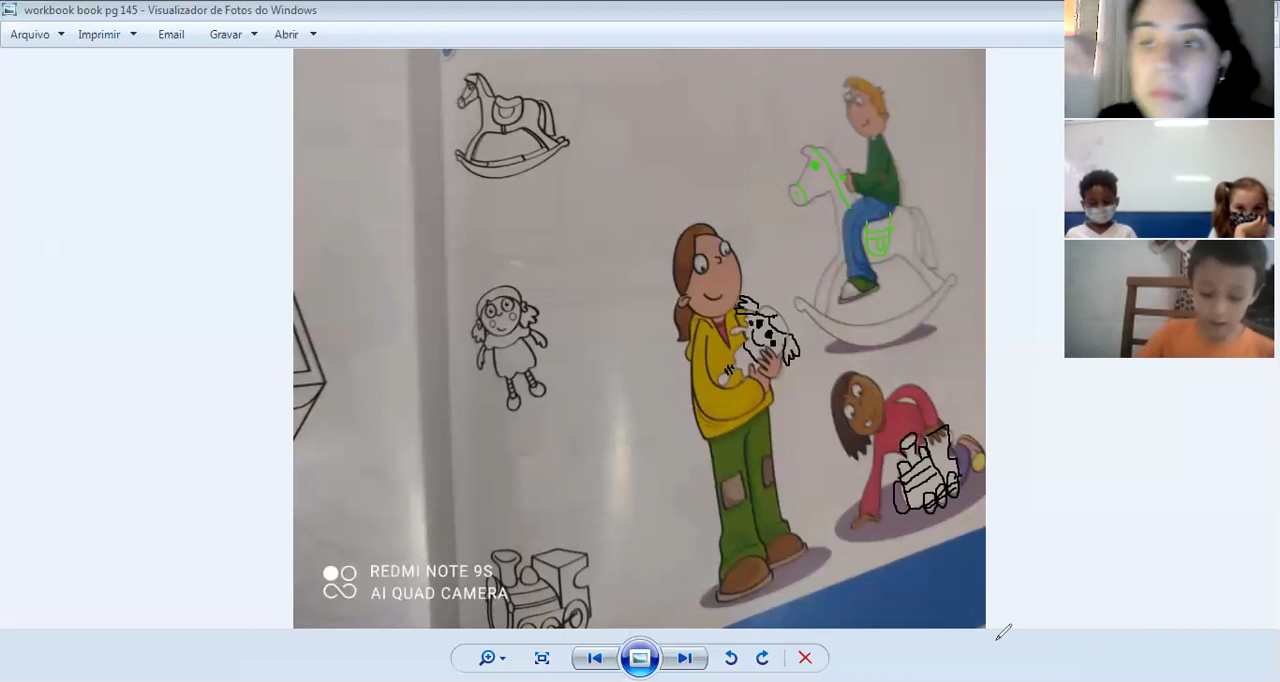 workbook book pg 145 - Visualizador de Fotos do Windows
Arquivo Imprimir Email Gravar Abrir
REDMI NOTE 9S
AI QUAD CAMERA